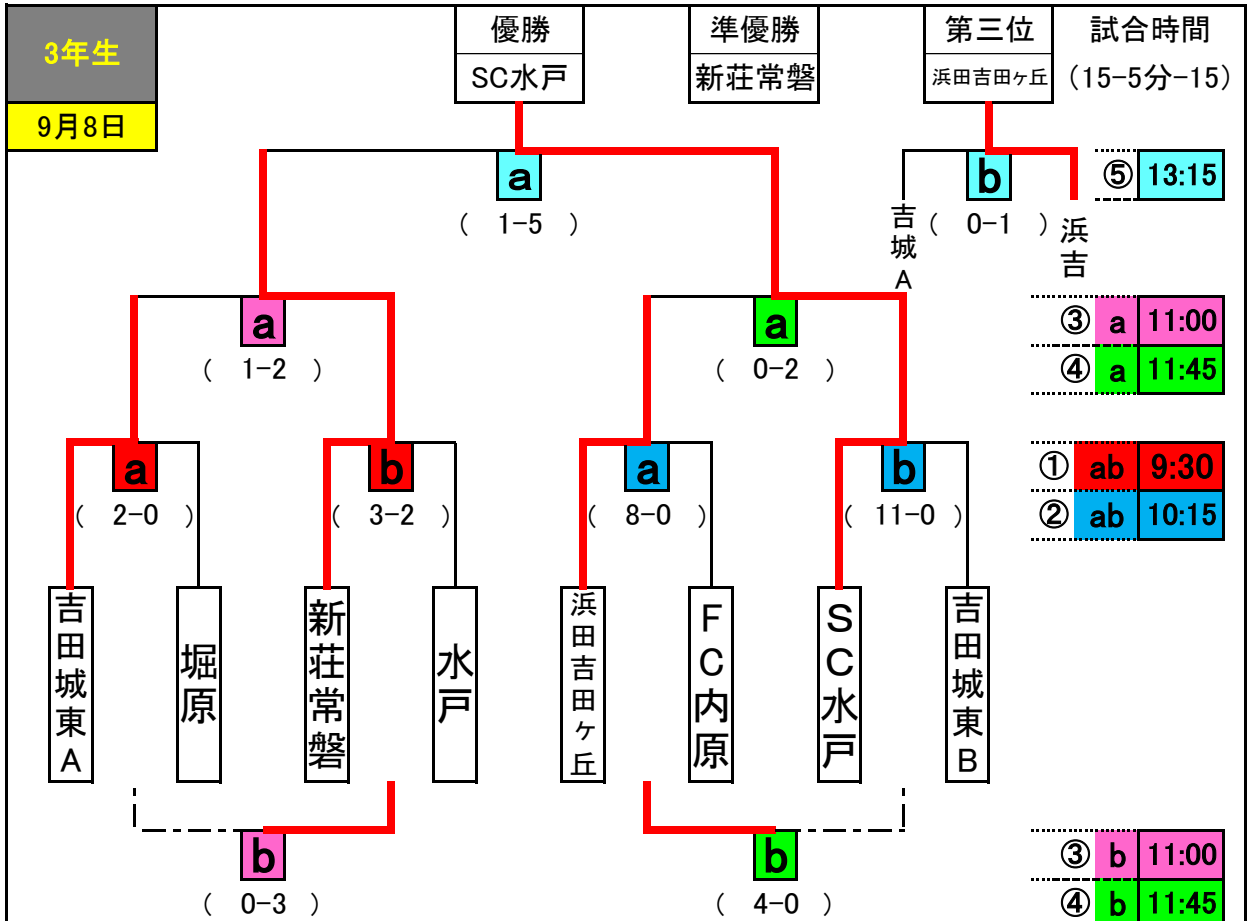 3年生
9月8日
優勝
SC水戸
準優勝
新荘常磐
第三位
浜田吉田ヶ丘
試合時間
(15-5分-15)
a
( 1-5 )
吉城A
b
( 0-1 )
浜吉
⑤ 13:15
a
( 1-2 )
a
( 0-2 )
③ a 11:00
④ a 11:45
a
( 2-0 )
b
( 3-2 )
a
( 8-0 )
b
( 11-0 )
① ab 9:30
② ab 10:15
吉田城東A
堀原
新荘常磐
水戸
浜田吉田ヶ丘
FC内原
SC水戸
吉田城東B
b
( 0-3 )
b
( 4-0 )
③ b 11:00
④ b 11:45